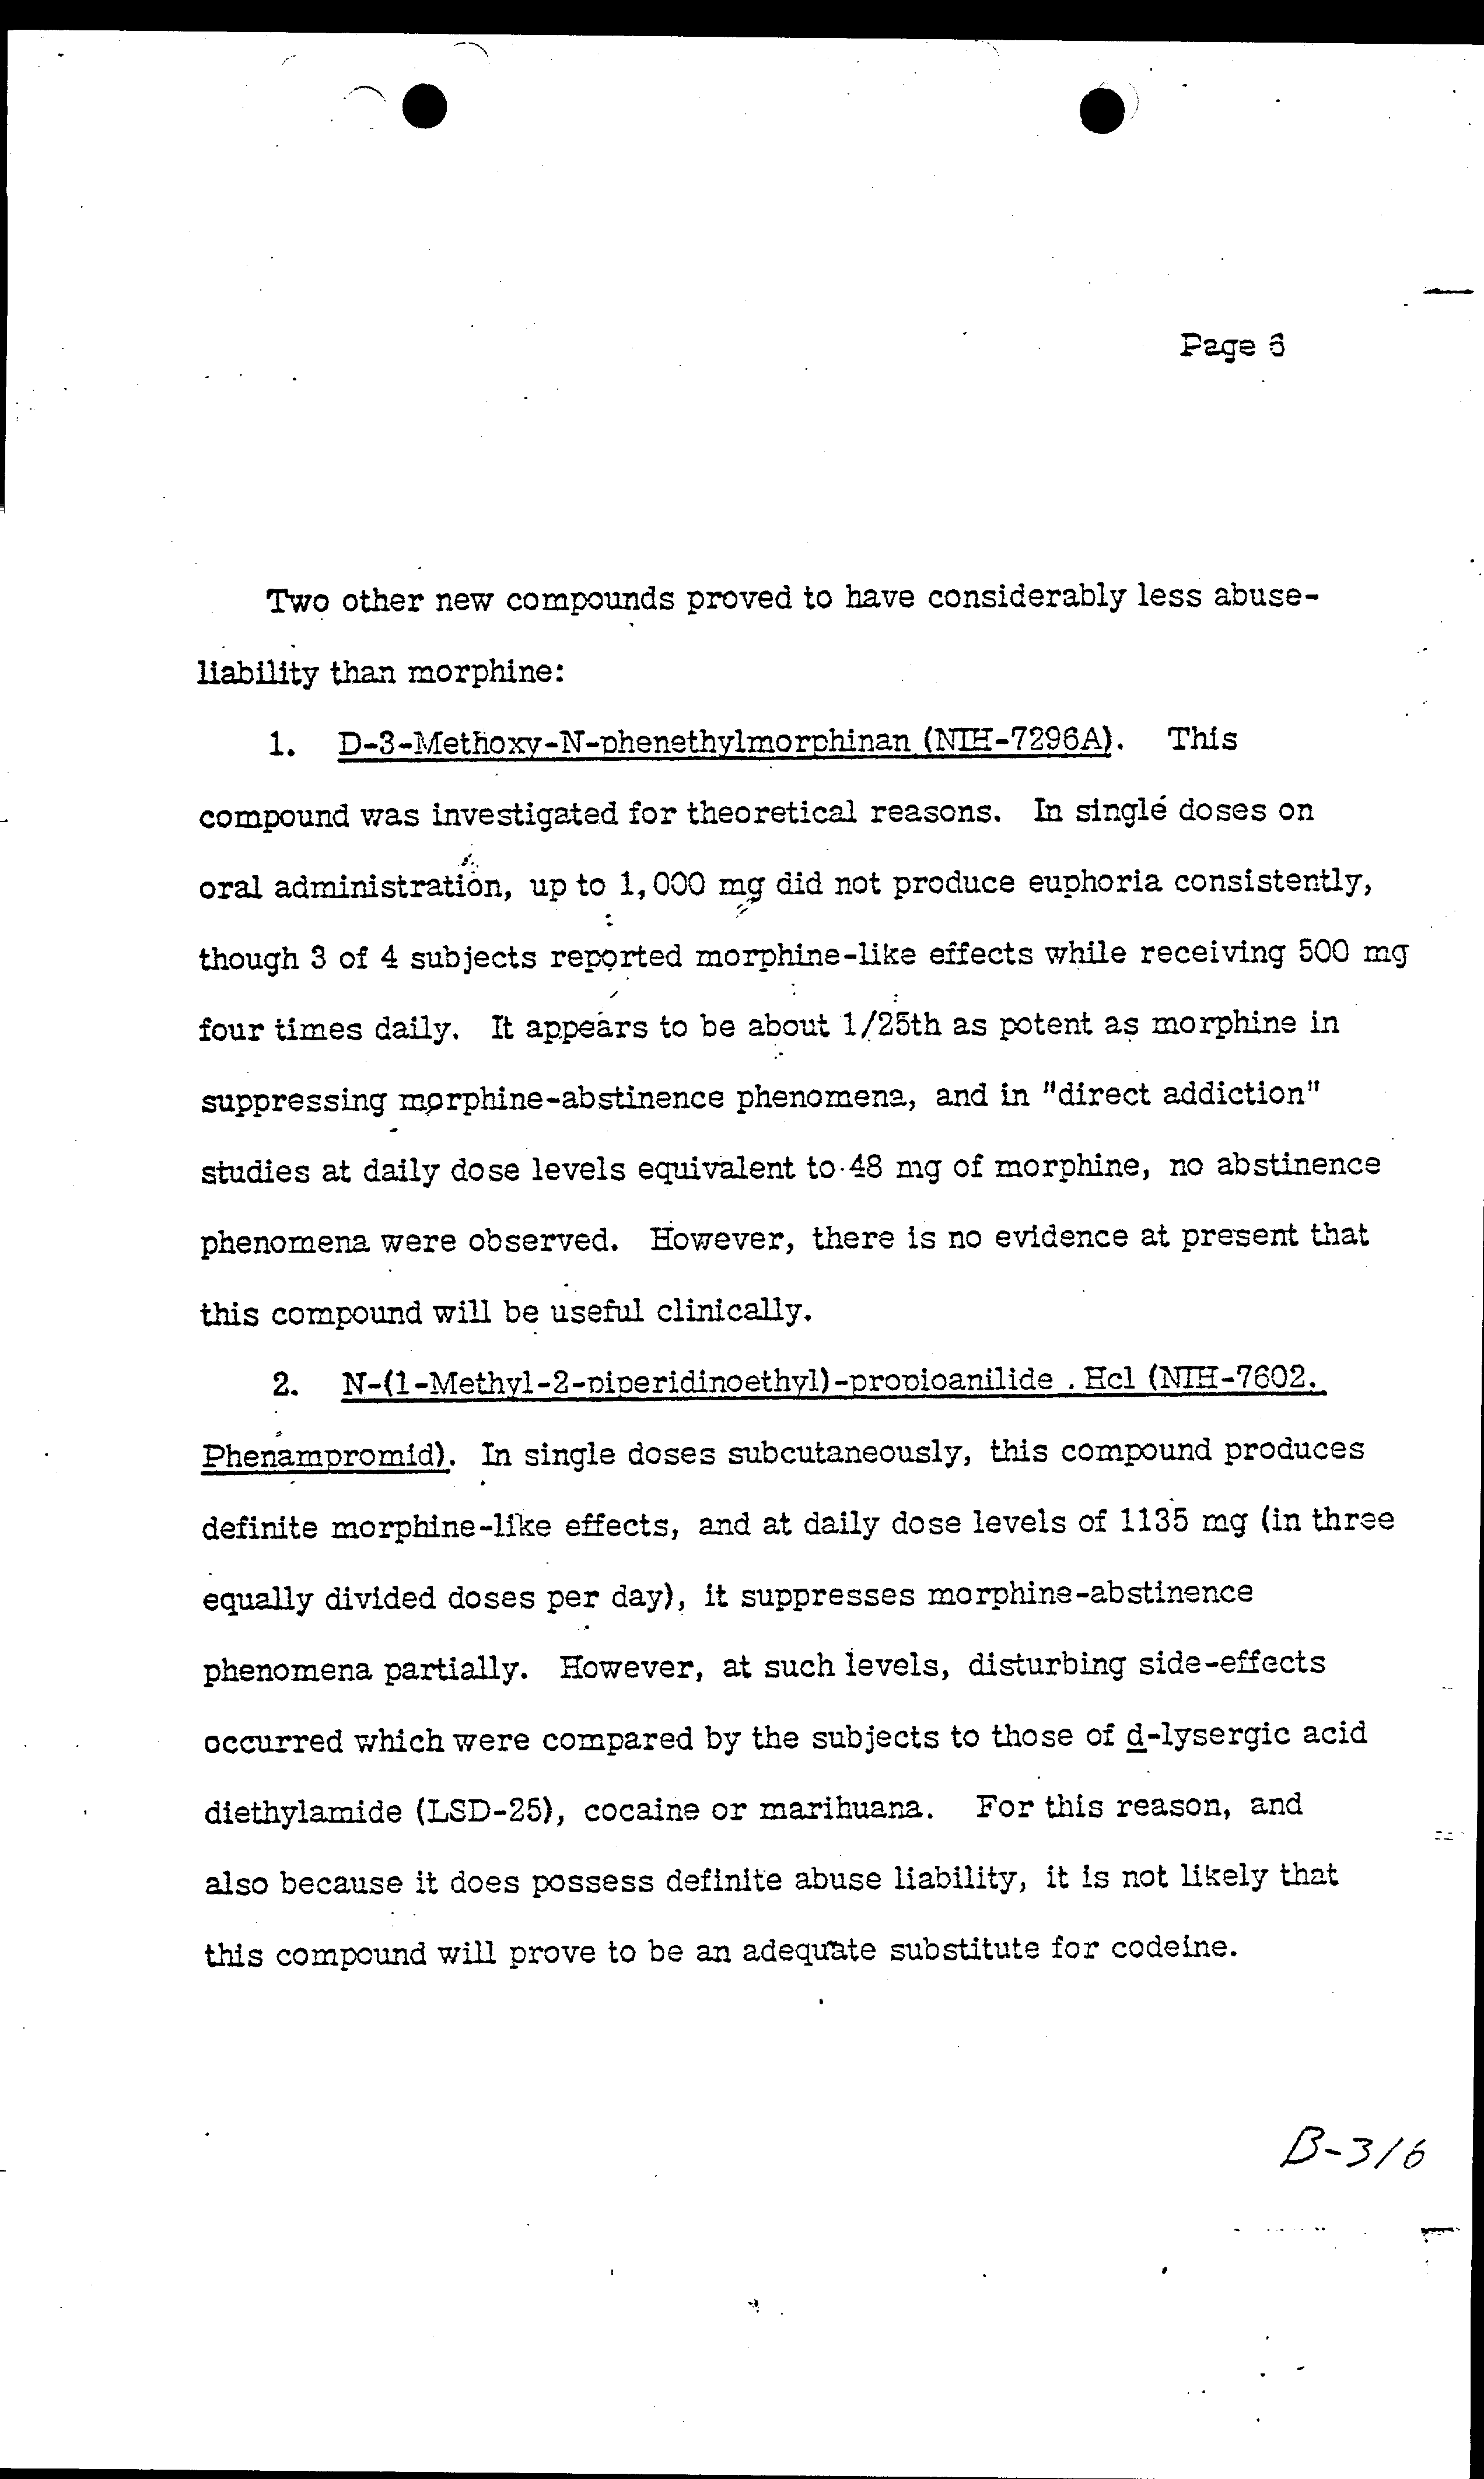 Page 6
Two other new compounds proved to have considerably less abuse-
liability than morphine:
1. D-3-Methoxy-N-phenethylmorphinan (NIH-7296A). This
compound was investigated for theoretical reasons. In single doses on
oral administration, up to 1,000 mg did not produce euphoria consistently,
though 3 of 4 subjects reported morphine-like effects while receiving 500 mg
four times daily. It appears to be about 1/25th as potent as morphine in
suppressing morphine-abstinence phenomena, and in "direct addiction"
studies at daily dose levels equivalent to 48 mg of morphine, no abstinence
phenomena were observed. However, there is no evidence at present that
this compound will be useful clinically.
2. N-(1-Methyl-2-piperidinoethyl)-propioanilide . Hcl (NIH-7602.
Phenampromid). In single doses subcutaneously, this compound produces
definite morphine-like effects, and at daily dose levels of 1135 mg (in three
equally divided doses per day), it suppresses morphine-abstinence
phenomena partially. However, at such levels, disturbing side-effects
occurred which were compared by the subjects to those of d-lysergic acid
diethylamide (LSD-25), cocaine or marihuana. For this reason, and
also because it does possess definite abuse liability, it is not likely that
this compound will prove to be an adequate substitute for codeine.
B-316